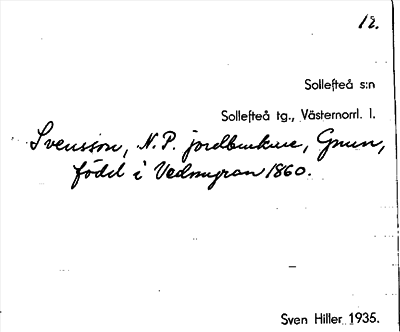 12.
Sollefteå s:n
Sollefteå tg., Västernorrl. l.
Svensson, N.P. jordbrukare, Gnun,
född i Vedmyran 1860.
Sven Hiller 1935.